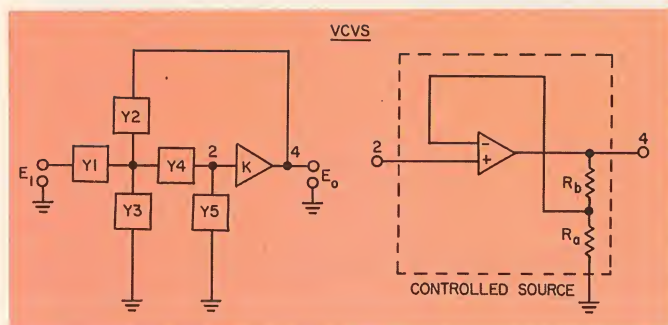 VCVS
Y2
E1 Y1 Y4 2 K 4 Eo
Y3 Y5
2 - + 4
Rb
Ra
CONTROLLED SOURCE